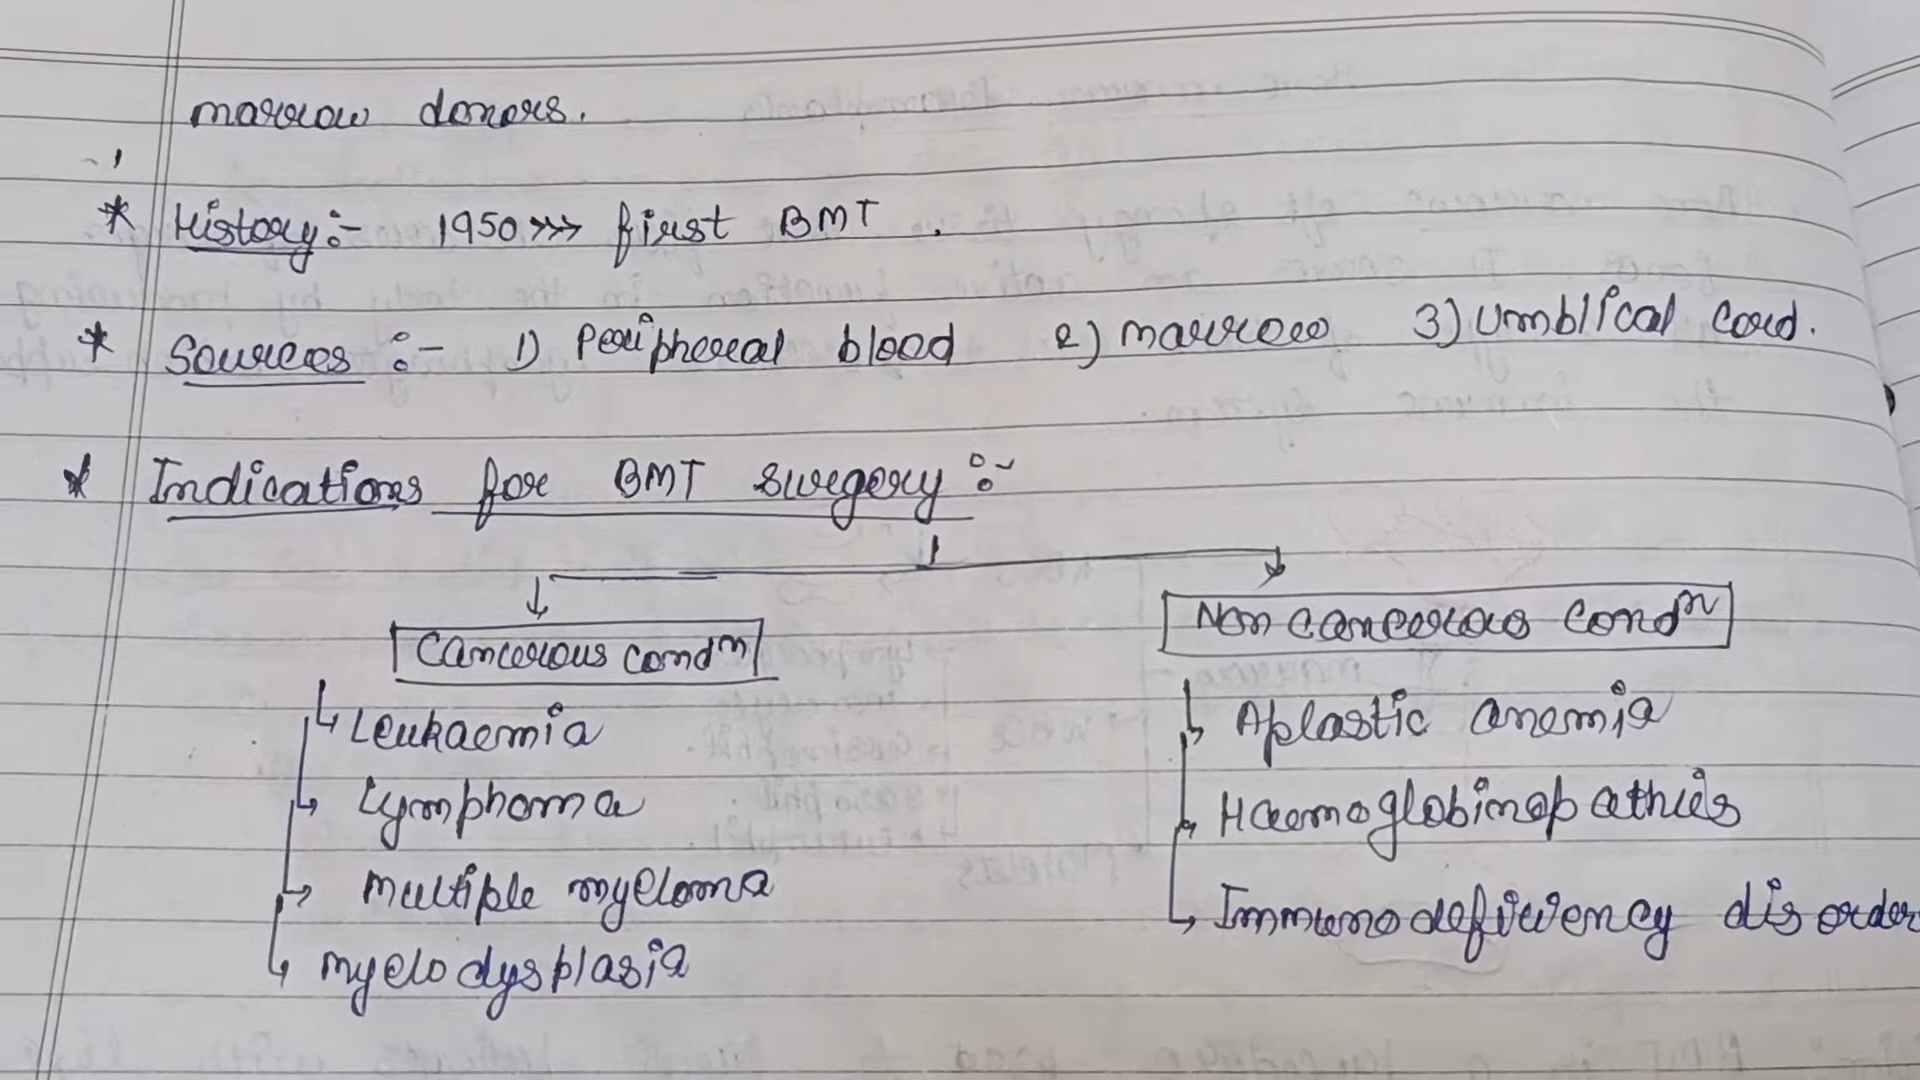 marrow donors.
* History :- 1950 >>> first BMT .
* Sources :- 1) Peripheral blood 2) marrow 3) Umblical cord.
* Indications for BMT surgery :-
Cancerous condⁿ
Non cancerous condⁿ
↳ Leukaemia
↳ Aplastic anemia
↳ Lymphoma
↳ Haemoglobinopathies
↳ Multiple myeloma
↳ Immunodeficiency disorder
↳ myelodysplasia